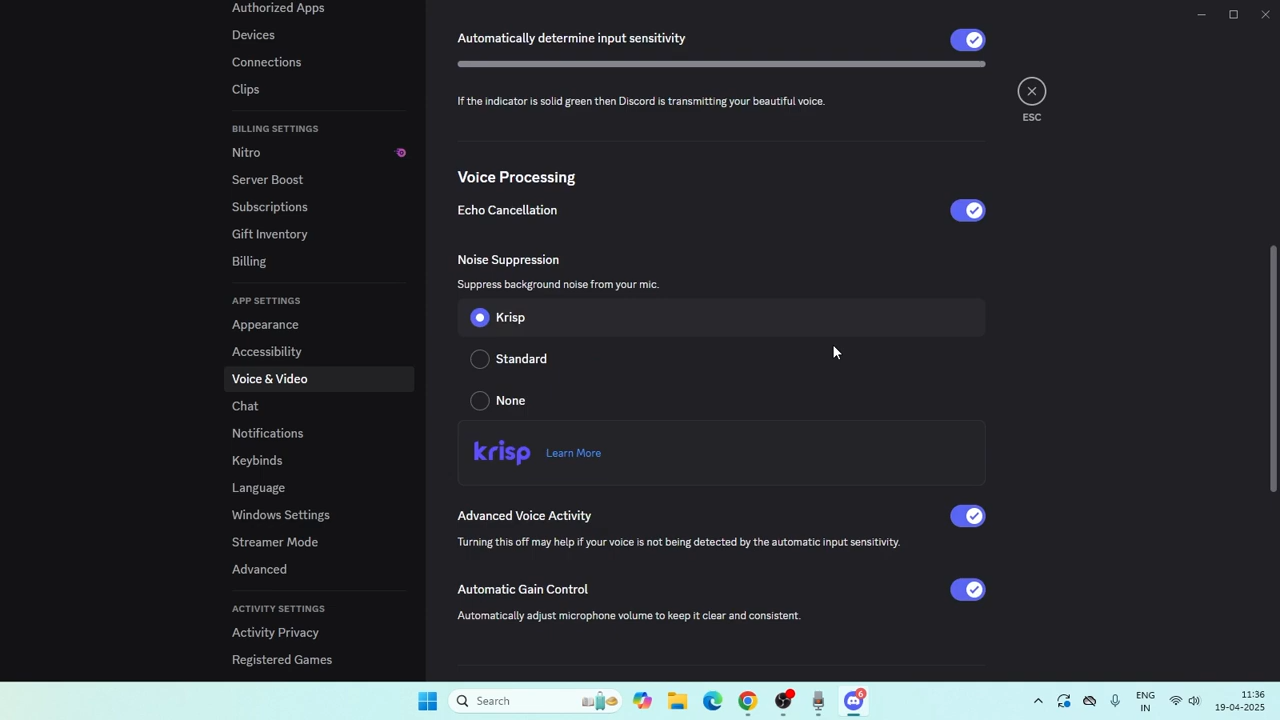 Authorized Apps
Devices
Connections
Clips
BILLING SETTINGS
Nitro
Server Boost
Subscriptions
Gift Inventory
Billing
APP SETTINGS
Appearance
Accessibility
Voice & Video
Chat
Notifications
Keybinds
Language
Windows Settings
Streamer Mode
Advanced
ACTIVITY SETTINGS
Activity Privacy
Registered Games
Automatically determine input sensitivity
If the indicator is solid green then Discord is transmitting your beautiful voice.
ESC
Voice Processing
Echo Cancellation
Noise Suppression
Suppress background noise from your mic.
Krisp
Standard
None
krisp Learn More
Advanced Voice Activity
Turning this off may help if your voice is not being detected by the automatic input sensitivity.
Automatic Gain Control
Automatically adjust microphone volume to keep it clear and consistent.
Search
6
ENG
IN
11:36
19-04-2025